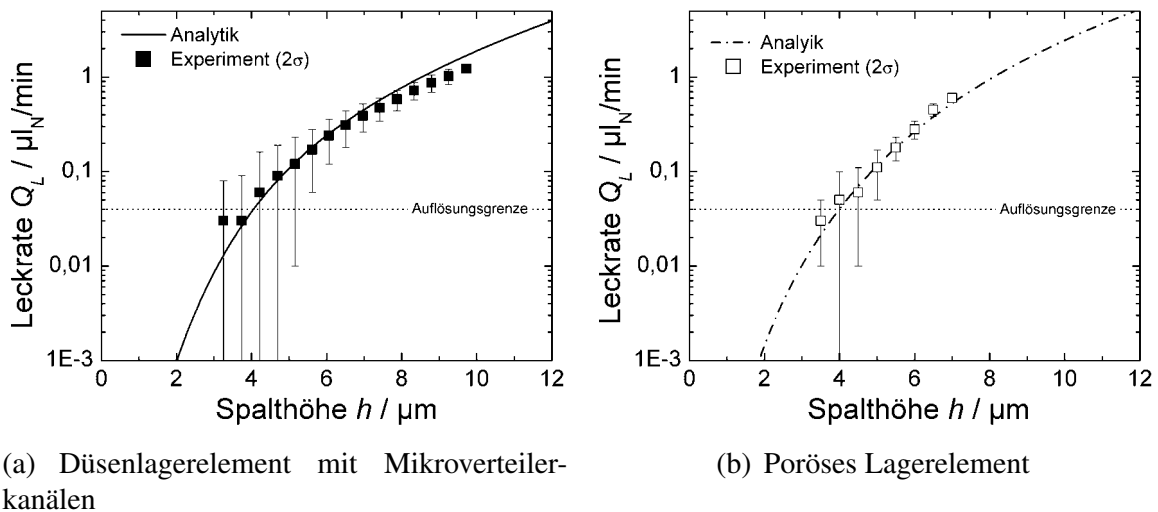 Leckrate Q_L / µl_N/min
Analytik
Experiment (2σ)
Auflösungsgrenze
1
0,1
0,01
1E-3
0 2 4 6 8 10 12
Spalthöhe h / µm
(a) Düsenlagerelement mit Mikroverteiler-
kanälen
Leckrate Q_L / µl_N/min
Analyik
Experiment (2σ)
Auflösungsgrenze
1
0,1
0,01
1E-3
0 2 4 6 8 10 12
Spalthöhe h / µm
(b) Poröses Lagerelement